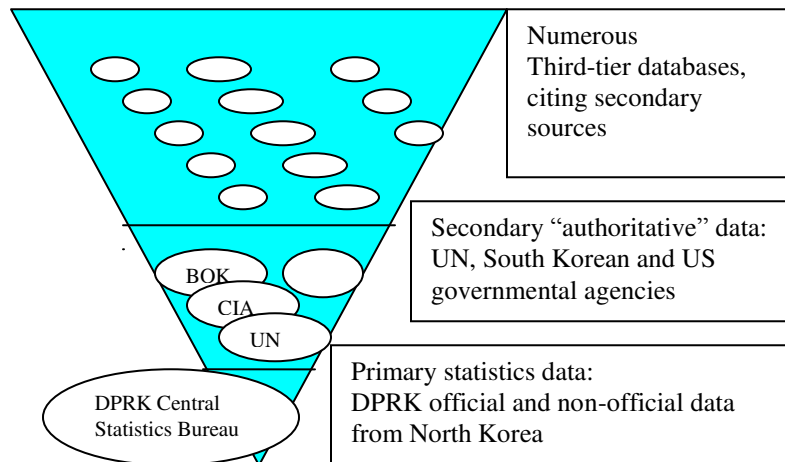 Numerous
Third-tier databases,
citing secondary
sources
Secondary “authoritative” data:
UN, South Korean and US
governmental agencies
BOK
CIA
UN
Primary statistics data:
DPRK official and non-official data
from North Korea
DPRK Central
Statistics Bureau